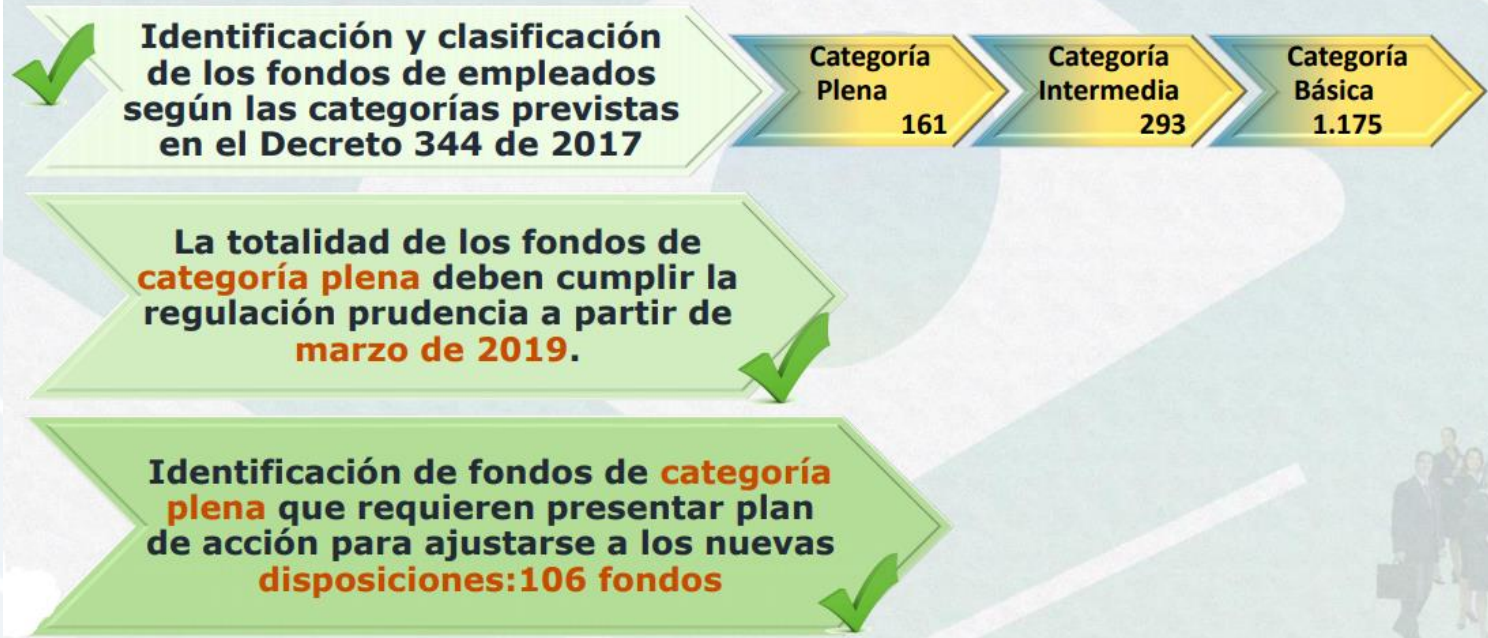 Identificación y clasificación
de los fondos de empleados
según las categorías previstas
en el Decreto 344 de 2017
Categoría
Plena
161
Categoría
Intermedia
293
Categoría
Básica
1.175
La totalidad de los fondos de
categoría plena deben cumplir la
regulación prudencia a partir de
marzo de 2019.
Identificación de fondos de categoría
plena que requieren presentar plan
de acción para ajustarse a los nuevas
disposiciones:106 fondos